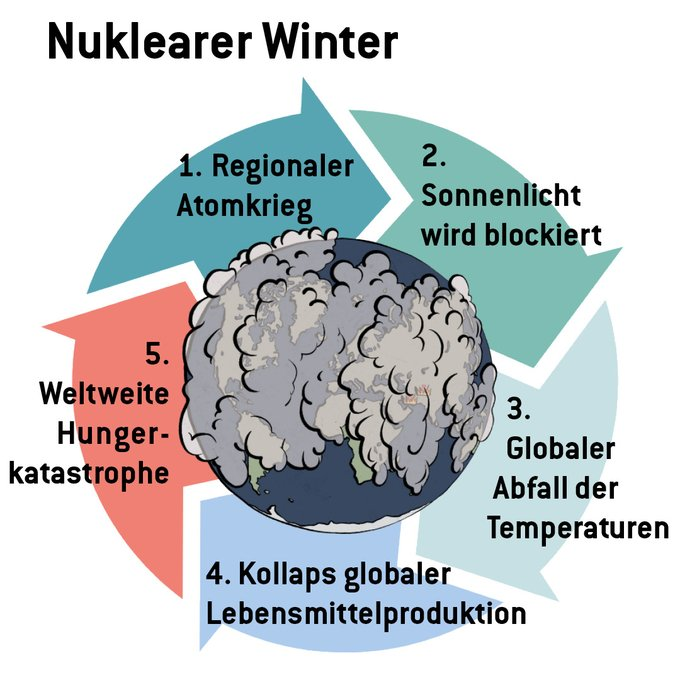 Nuklearer Winter
1. Regionaler
Atomkrieg
2.
Sonnenlicht
wird blockiert
3.
Globaler
Abfall der
Temperaturen
4. Kollaps globaler
Lebensmittelproduktion
5.
Weltweite
Hunger-
katastrophe